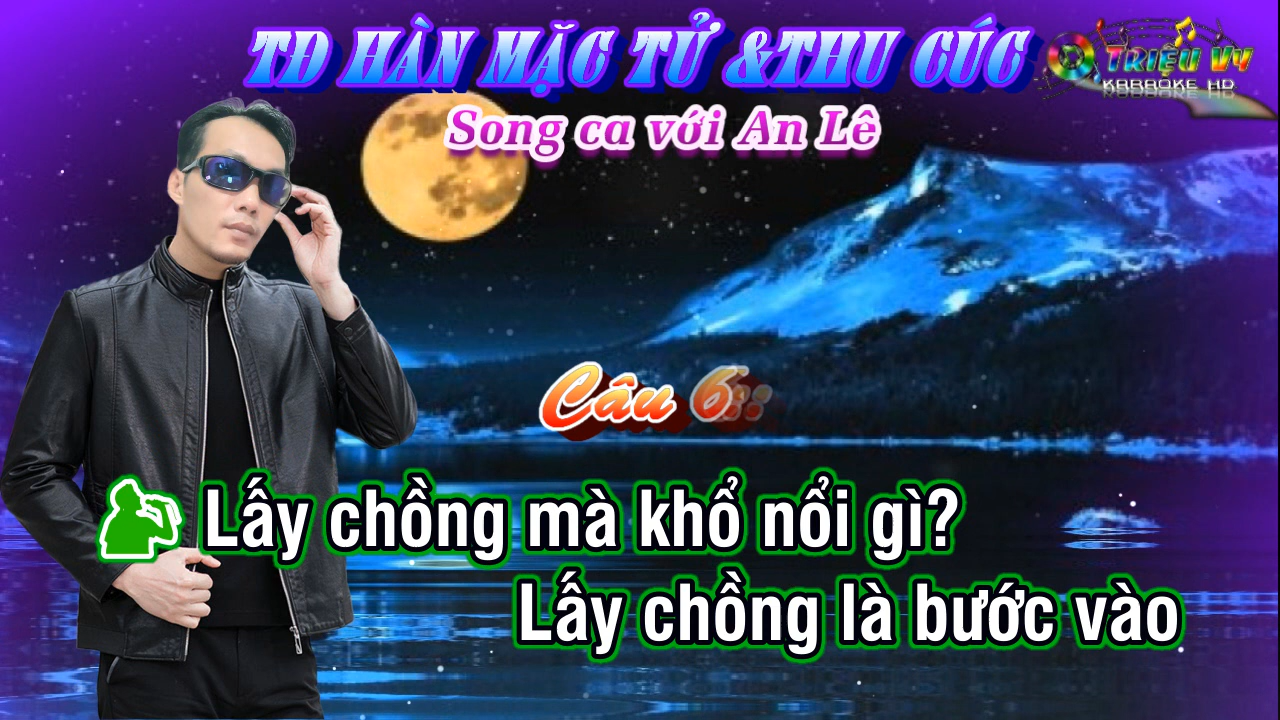 TĐ HÀN MẶC TỬ &THU CÚC
TRIỆU VY
KARAOKE HD
Song ca với An Lê
Câu 6:
Lấy chồng mà khổ nổi gì?
Lấy chồng là bước vào